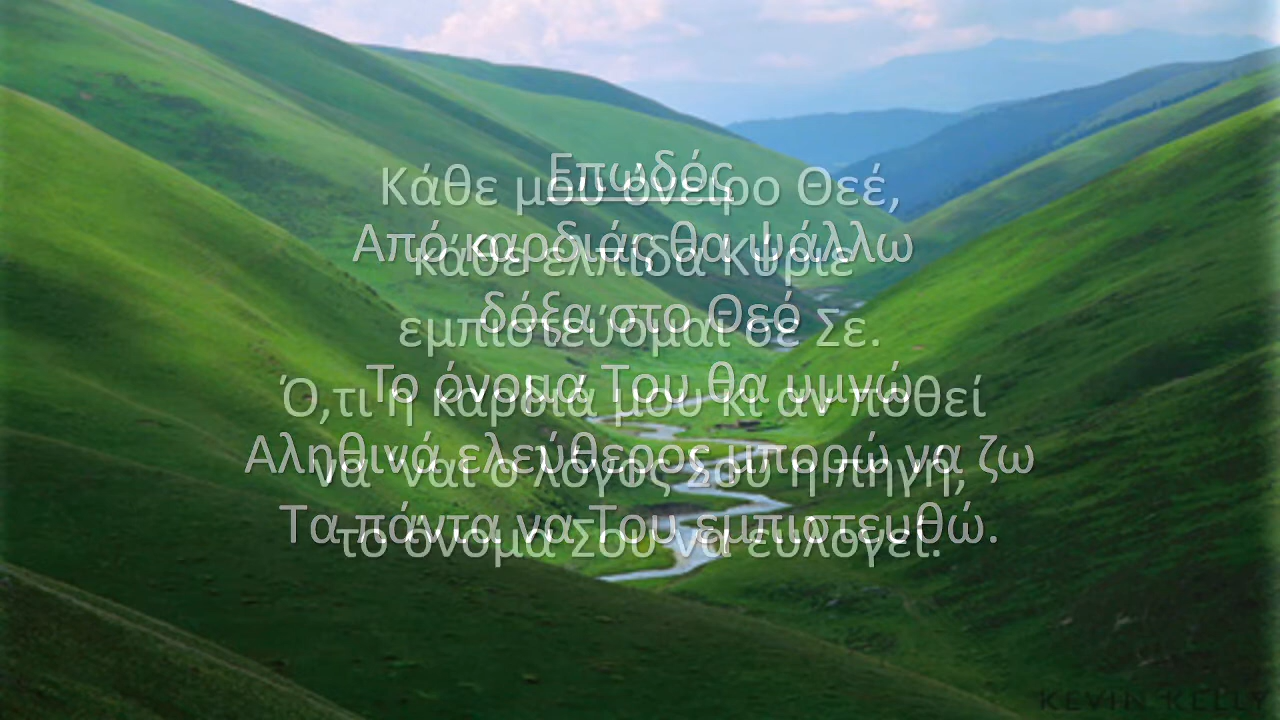 Επωδός
Κάθε μου όνειρο Θεέ,
Από καρδιάς θα ψάλλω
κάθε ελπίδα Κύριε
δόξα στο Θεό
εμπιστεύομαι σε Σε.
Το όνομά Του θα υμνώ
Ό,τι η καρδιά μου κι αν ποθεί
Αληθινά ελεύθερος μπορώ να ζω
να 'ναι ο λόγος Σου η πηγή,
Τα πάντα να Του εμπιστευθώ.
το όνομα Σου να ευλογεί.
KEVIN KELLY